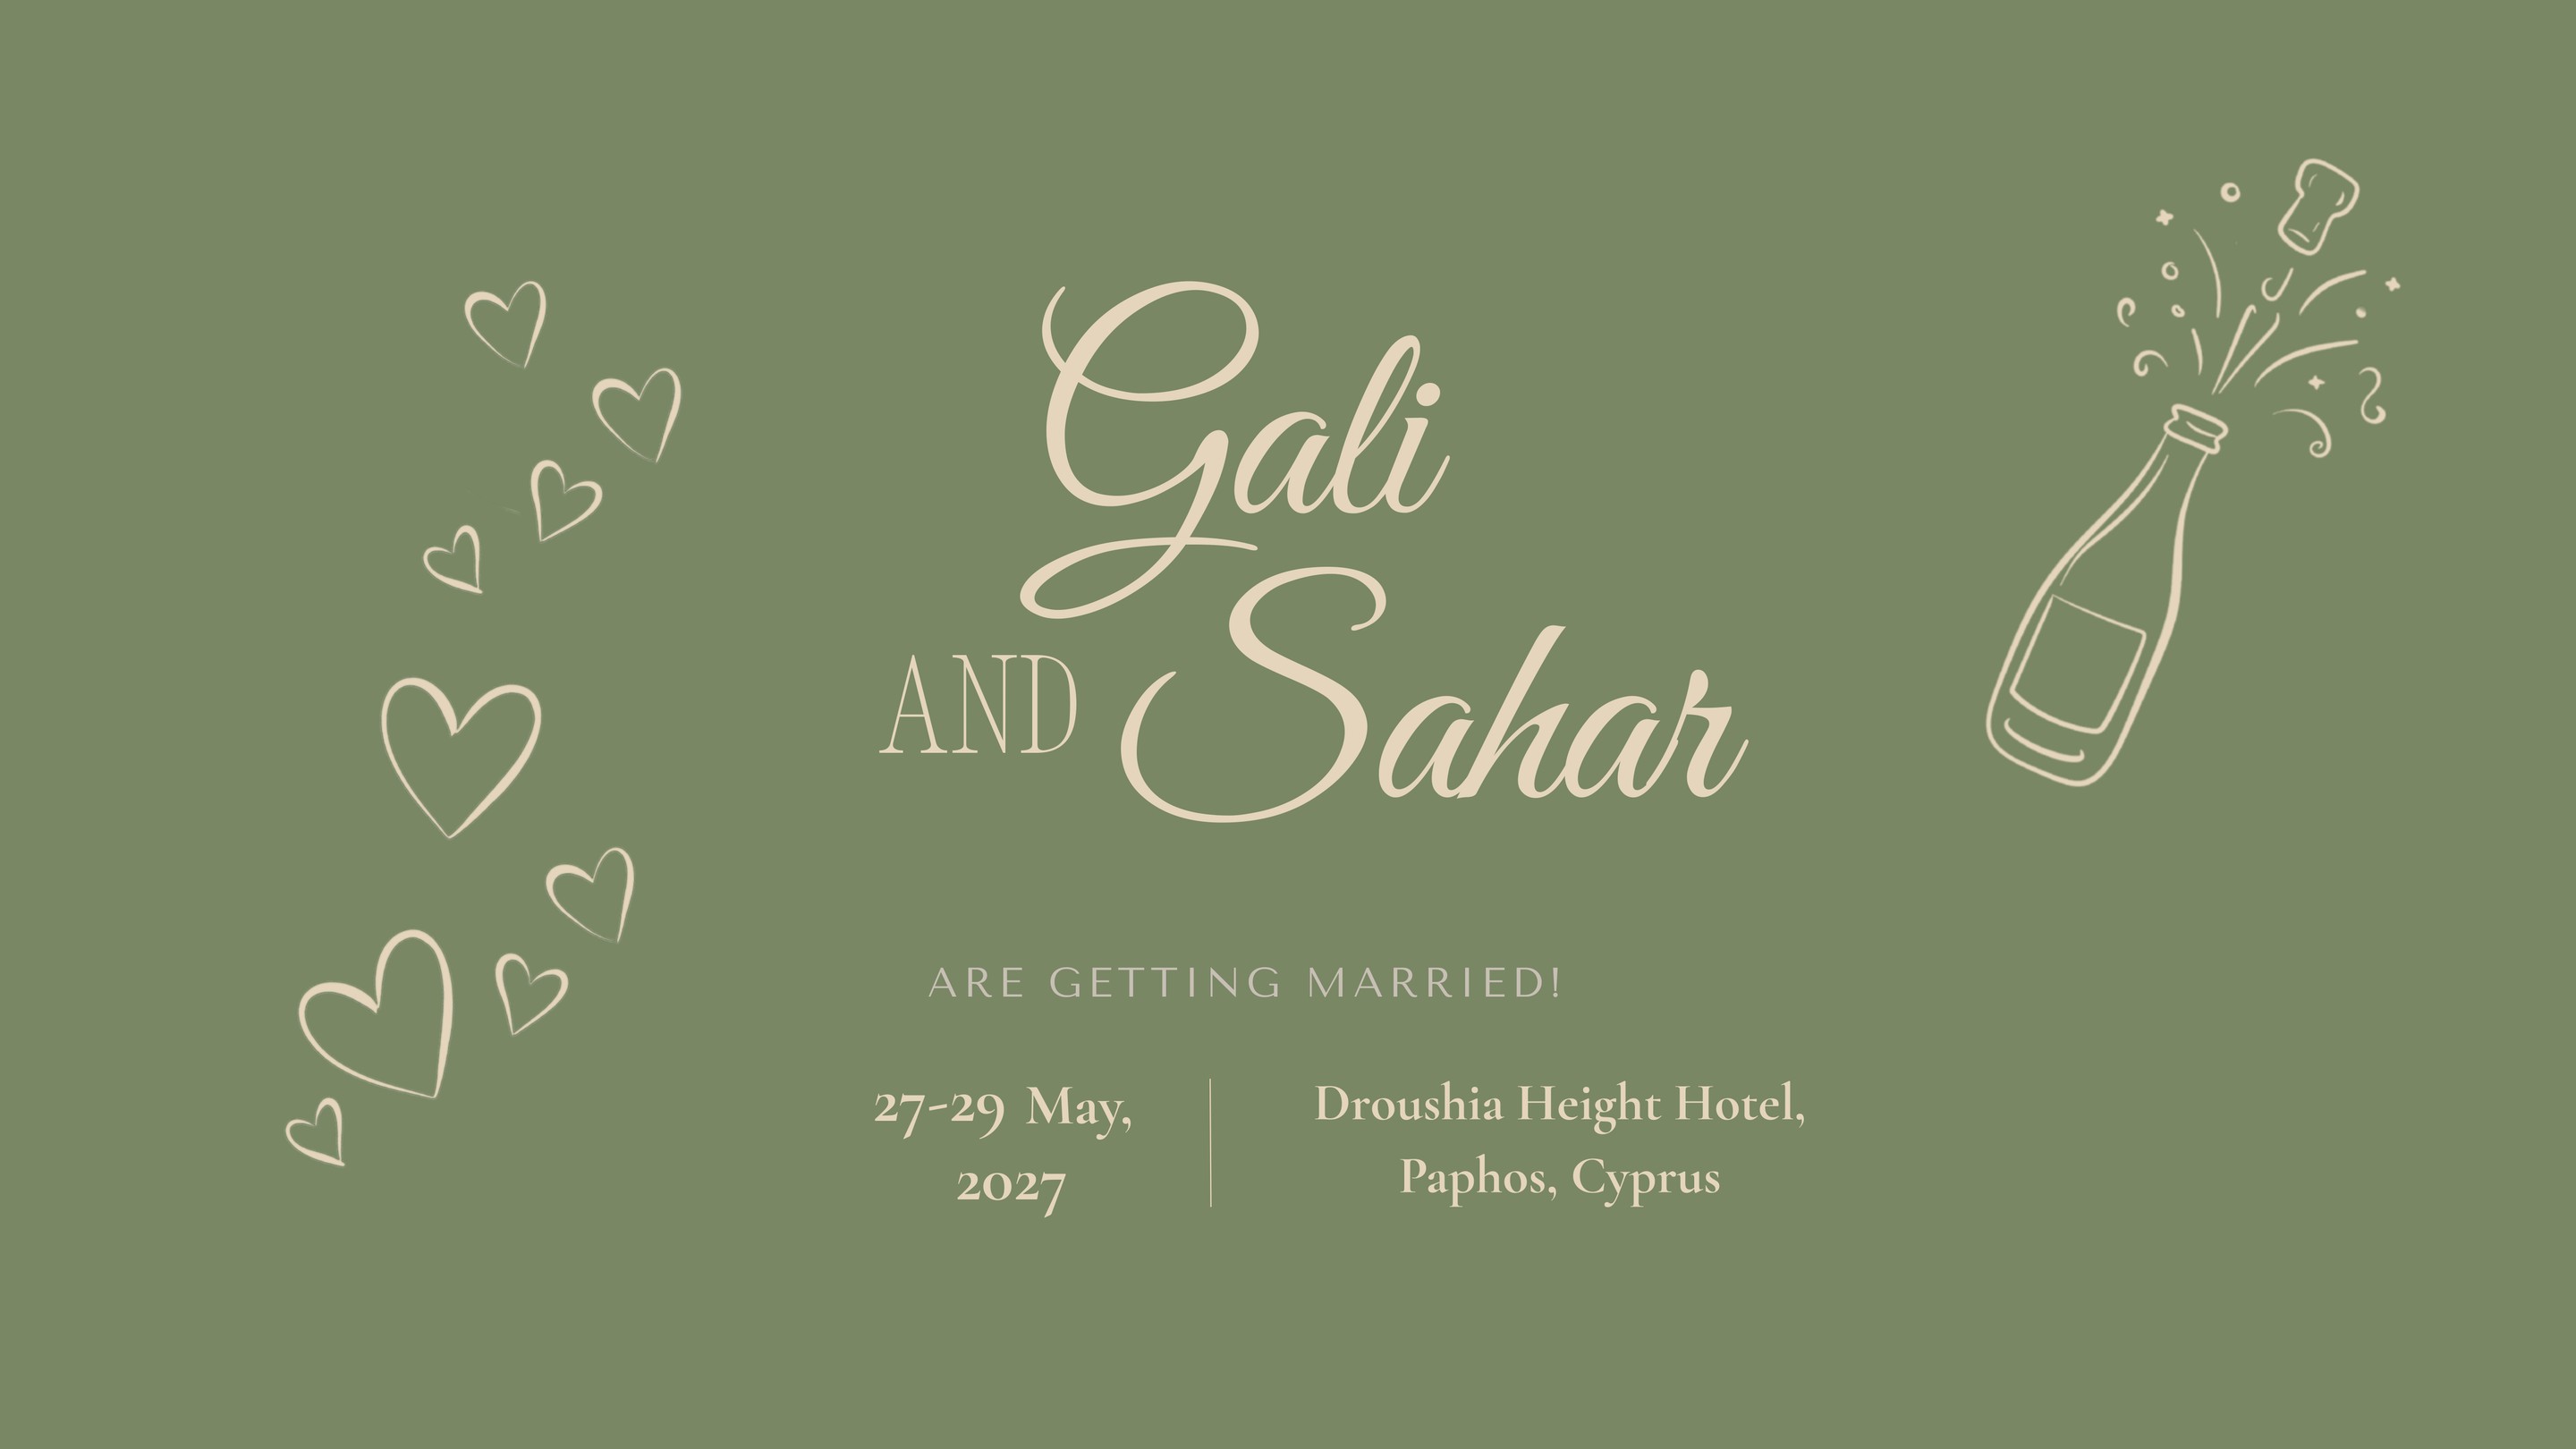 Gali
AND Sahar
ARE GETTING MARRIED!
27-29 May,
2027
Droushia Height Hotel,
Paphos, Cyprus